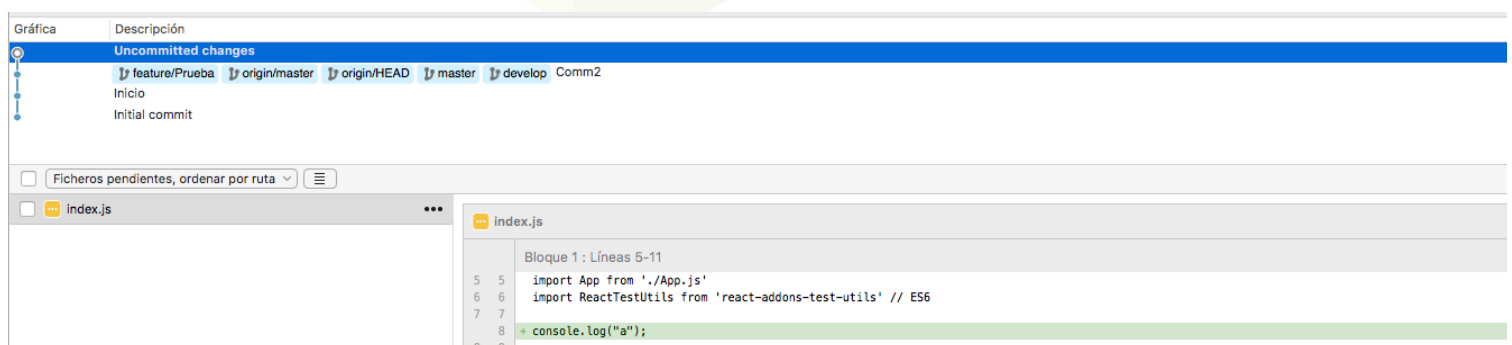 Gráfica Descripción
Uncommitted changes
feature/Prueba origin/master origin/HEAD master develop Comm2
Inicio
Initial commit
Ficheros pendientes, ordenar por ruta
index.js
index.js
Bloque 1 : Líneas 5-11
5 5 import App from './App.js'
6 6 import ReactTestUtils from 'react-addons-test-utils' // ES6
7 7
8 + console.log("a");